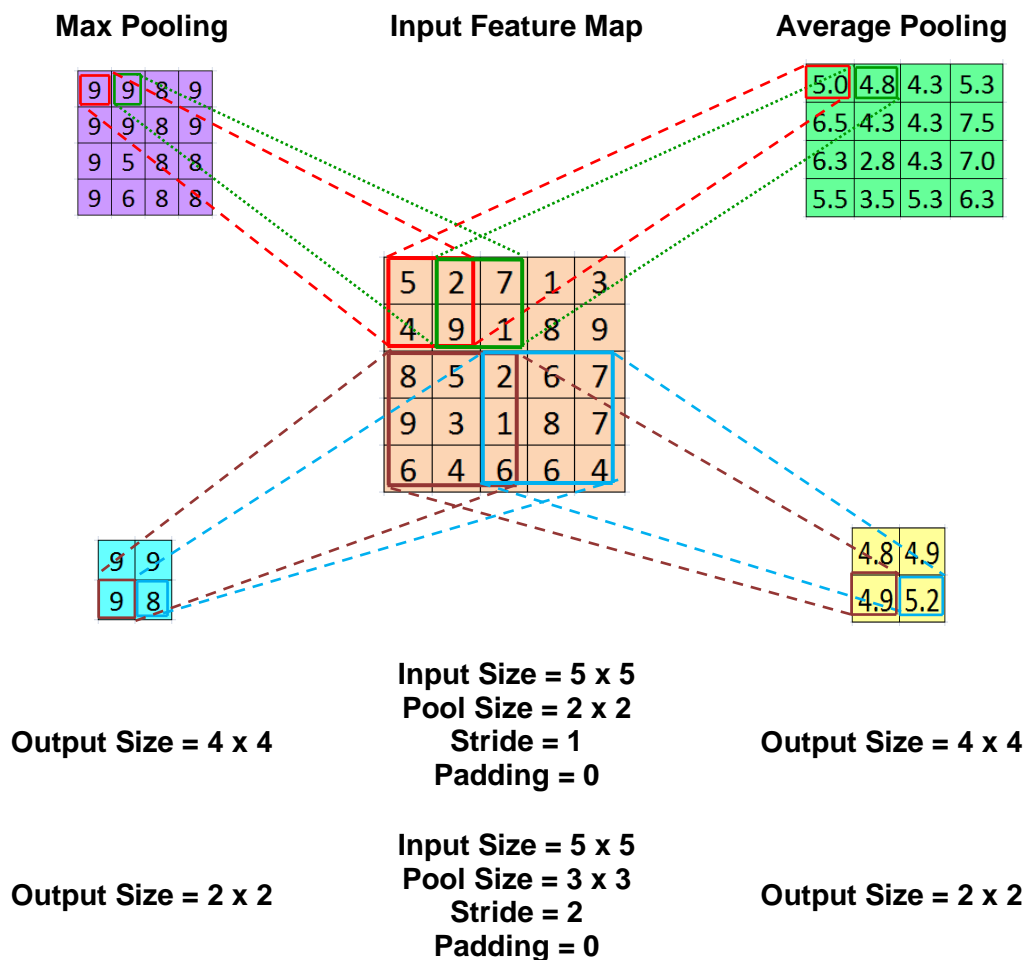 Max Pooling Input Feature Map Average Pooling
9 9 8 9
9 9 8 9
9 5 8 8
9 6 8 8
5.0 4.8 4.3 5.3
6.5 4.3 4.3 7.5
6.3 2.8 4.3 7.0
5.5 3.5 5.3 6.3
5 2 7 1 3
4 9 1 8 9
8 5 2 6 7
9 3 1 8 7
6 4 6 6 4
9 9
9 8
4.8 4.9
4.9 5.2
Input Size = 5 x 5
Pool Size = 2 x 2
Output Size = 4 x 4 Stride = 1 Output Size = 4 x 4
Padding = 0
Input Size = 5 x 5
Pool Size = 3 x 3
Output Size = 2 x 2 Stride = 2 Output Size = 2 x 2
Padding = 0